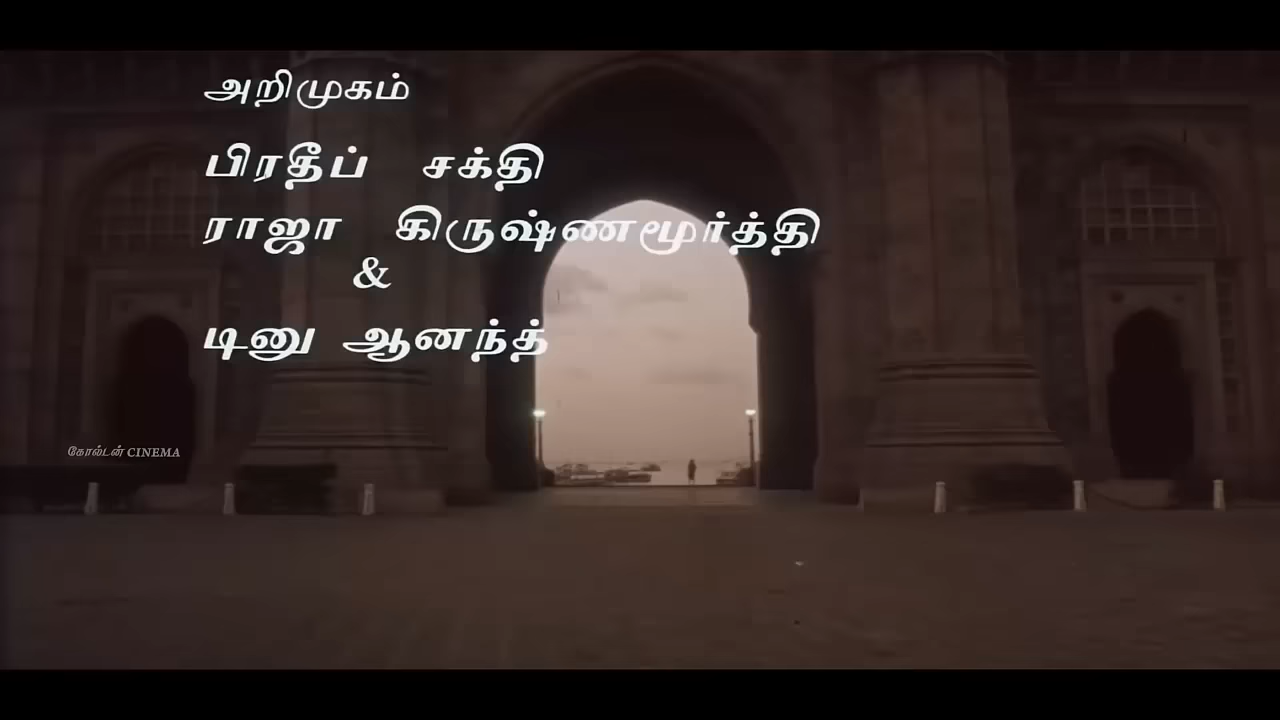 அறிமுகம்
பிரதீப் சக்தி
ராஜா கிருஷ்ணமூர்த்தி
&
டினு ஆனந்த்
கோல்டன் CINEMA